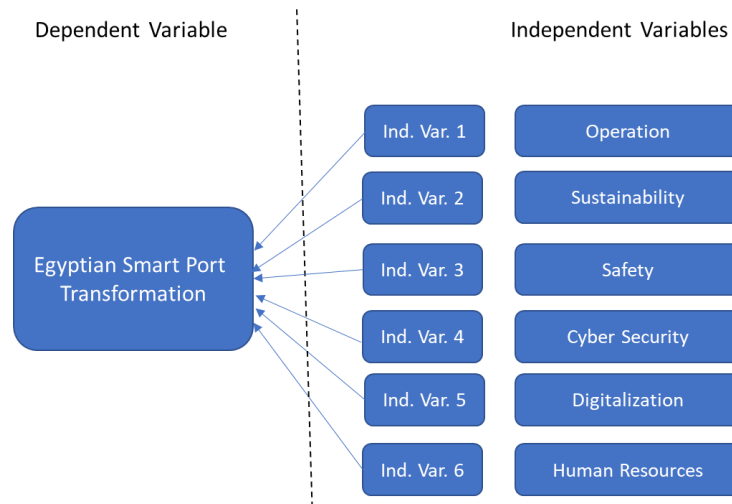 Dependent Variable
Independent Variables
Egyptian Smart Port
Transformation
Ind. Var. 1
Operation
Ind. Var. 2
Sustainability
Ind. Var. 3
Safety
Ind. Var. 4
Cyber Security
Ind. Var. 5
Digitalization
Ind. Var. 6
Human Resources